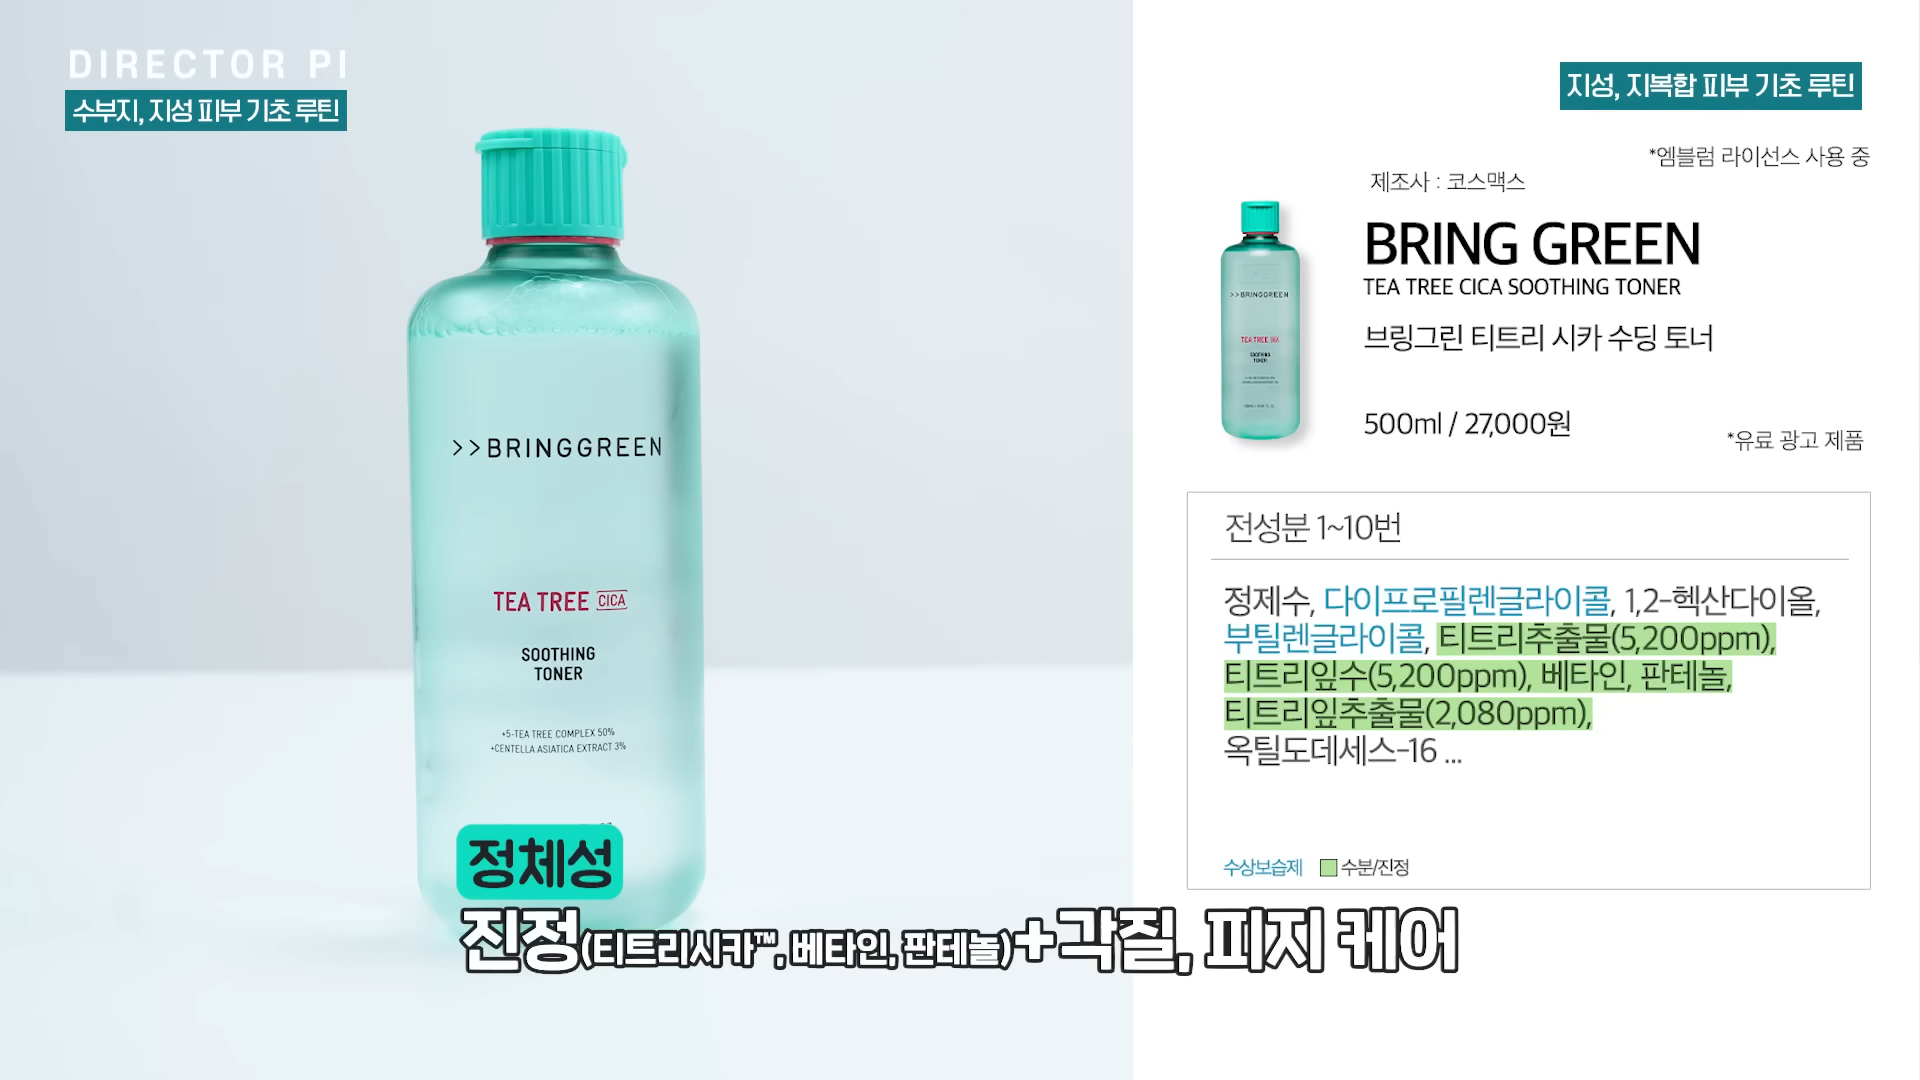 DIRECTOR PI
수부지, 지성 피부 기초 루틴
>>BRINGGREEN
TEA TREE CICA
SOOTHING
TONER
+5-TEA TREE COMPLEX 50%
+CENTELLA ASIATICA EXTRACT 3%
지성, 지복합 피부 기초 루틴
*엠블럼 라이선스 사용 중
제조사 : 코스맥스
BRING GREEN
TEA TREE CICA SOOTHING TONER
브링그린 티트리 시카 수딩 토너
500ml / 27,000원
*유료 광고 제품
>>BRINGGREEN
TEA TREE CICA
SOOTHING
TONER
전성분 1~10번
정제수, 다이프로필렌글라이콜, 1,2-헥산다이올,
부틸렌글라이콜, 티트리추출물(5,200ppm),
티트리잎수(5,200ppm), 베타인, 판테놀,
티트리잎추출물(2,080ppm),
옥틸도데세스-16 ...
수상보습제 수분/진정
정체성
진정(티트리시카™, 베타인, 판테놀)+각질, 피지 케어